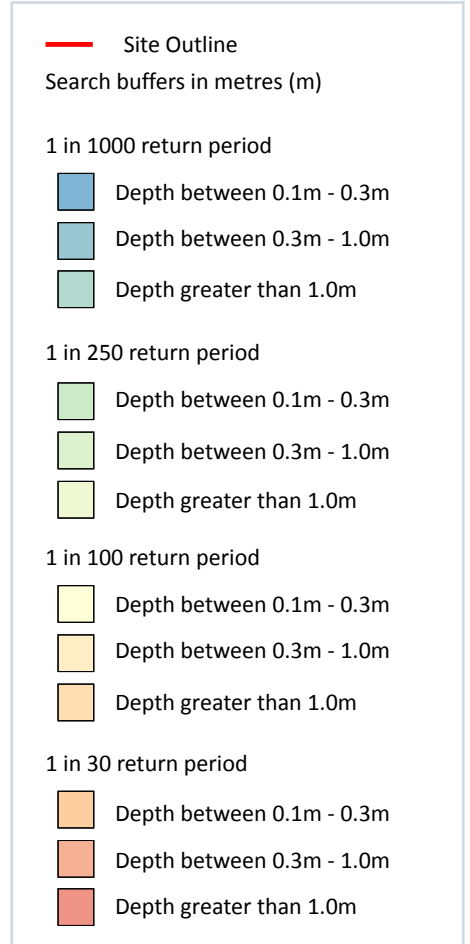 Site Outline
Search buffers in metres (m)
1 in 1000 return period
Depth between 0.1m - 0.3m
Depth between 0.3m - 1.0m
Depth greater than 1.0m
1 in 250 return period
Depth between 0.1m - 0.3m
Depth between 0.3m - 1.0m
Depth greater than 1.0m
1 in 100 return period
Depth between 0.1m - 0.3m
Depth between 0.3m - 1.0m
Depth greater than 1.0m
1 in 30 return period
Depth between 0.1m - 0.3m
Depth between 0.3m - 1.0m
Depth greater than 1.0m